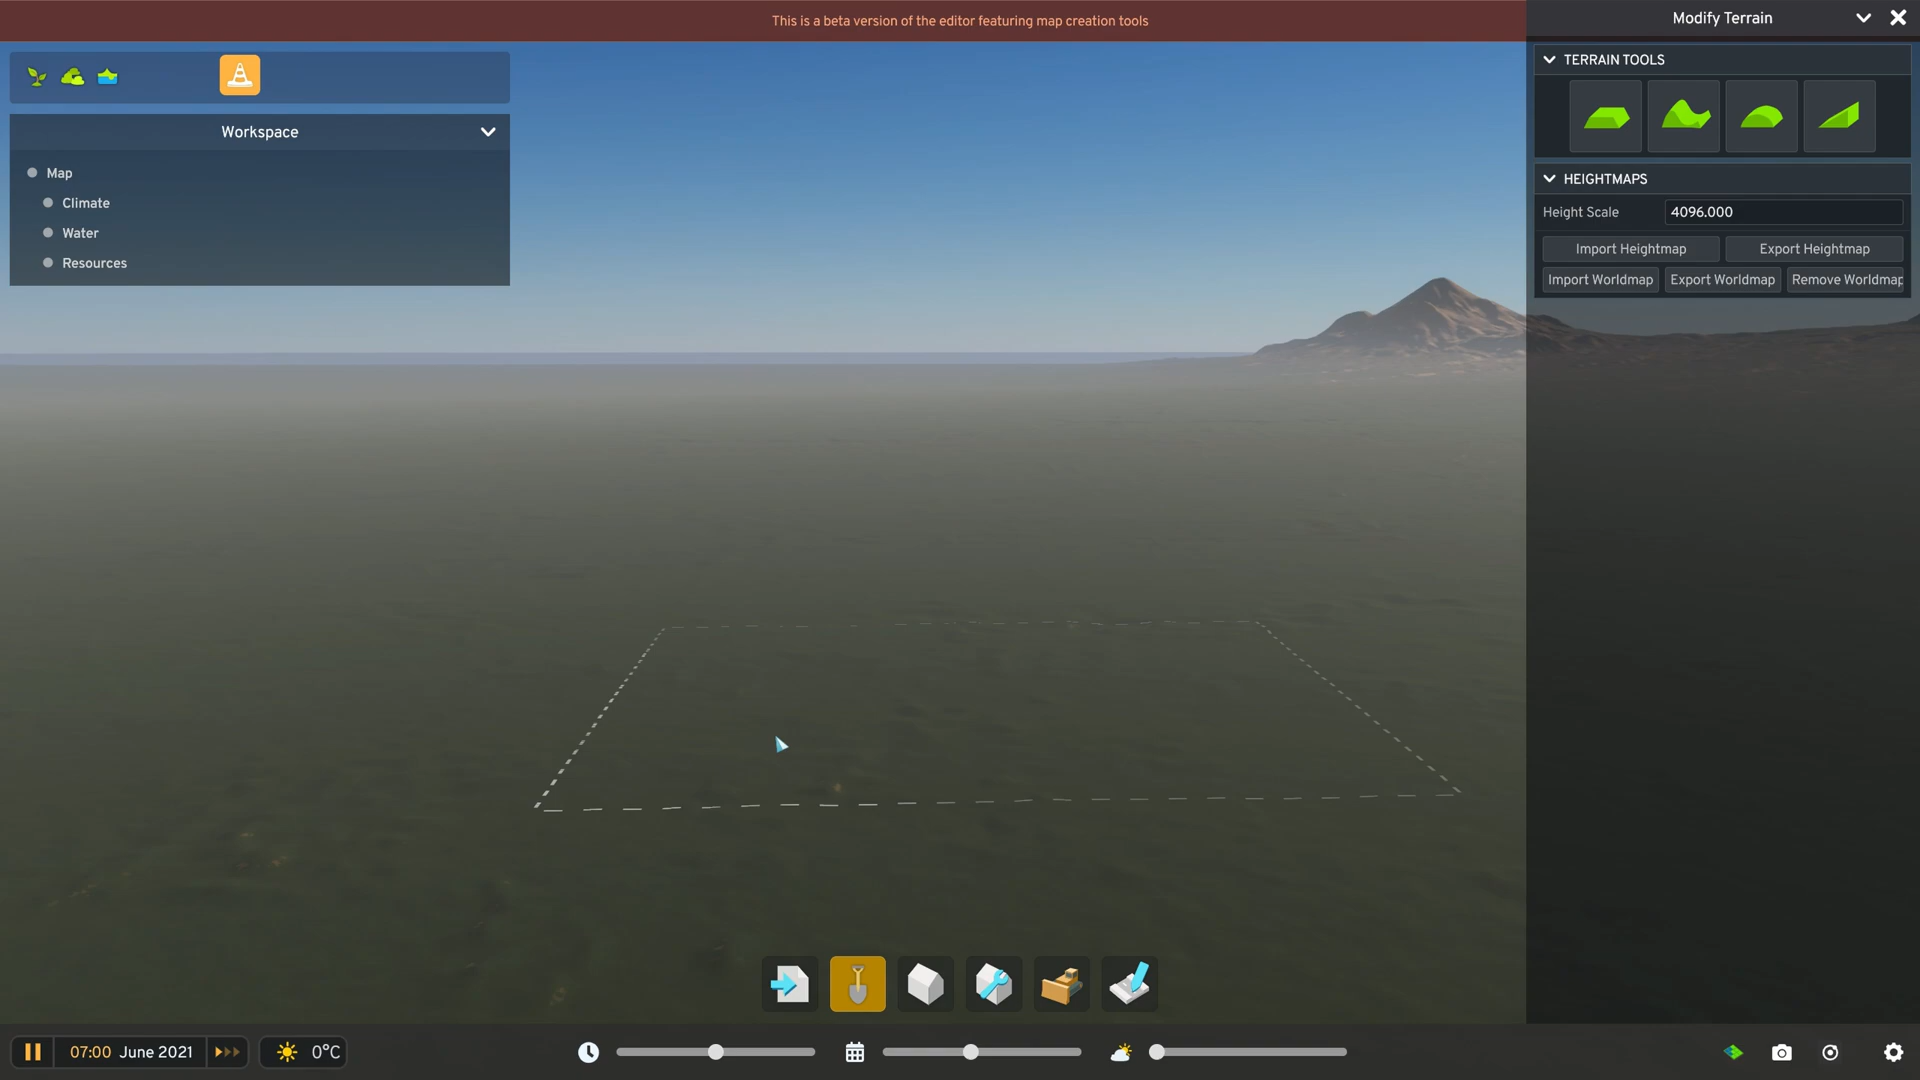 This is a beta version of the editor featuring map creation tools
Modify Terrain
TERRAIN TOOLS
Workspace
Map
Climate
Water
Resources
HEIGHTMAPS
Height Scale 4096.000
Import Heightmap Export Heightmap
Import Worldmap Export Worldmap Remove Worldmap
07:00 June 2021 0°C